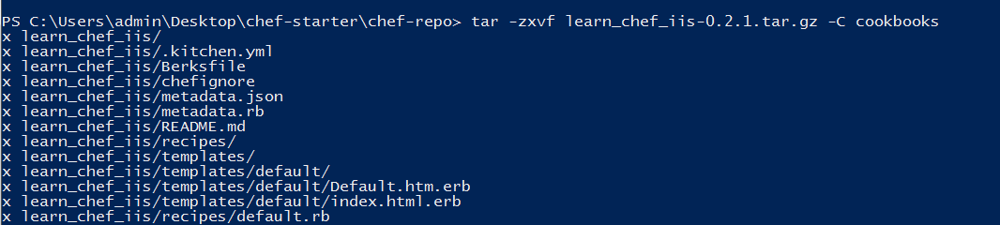 PS C:\Users\admin\Desktop\chef-starter\chef-repo> tar -zxvf learn_chef_iis-0.2.1.tar.gz -C cookbooks
x learn_chef_iis/
x learn_chef_iis/.kitchen.yml
x learn_chef_iis/Berksfile
x learn_chef_iis/chefignore
x learn_chef_iis/metadata.json
x learn_chef_iis/metadata.rb
x learn_chef_iis/README.md
x learn_chef_iis/recipes/
x learn_chef_iis/templates/
x learn_chef_iis/templates/default/
x learn_chef_iis/templates/default/Default.htm.erb
x learn_chef_iis/templates/default/index.html.erb
x learn_chef_iis/recipes/default.rb